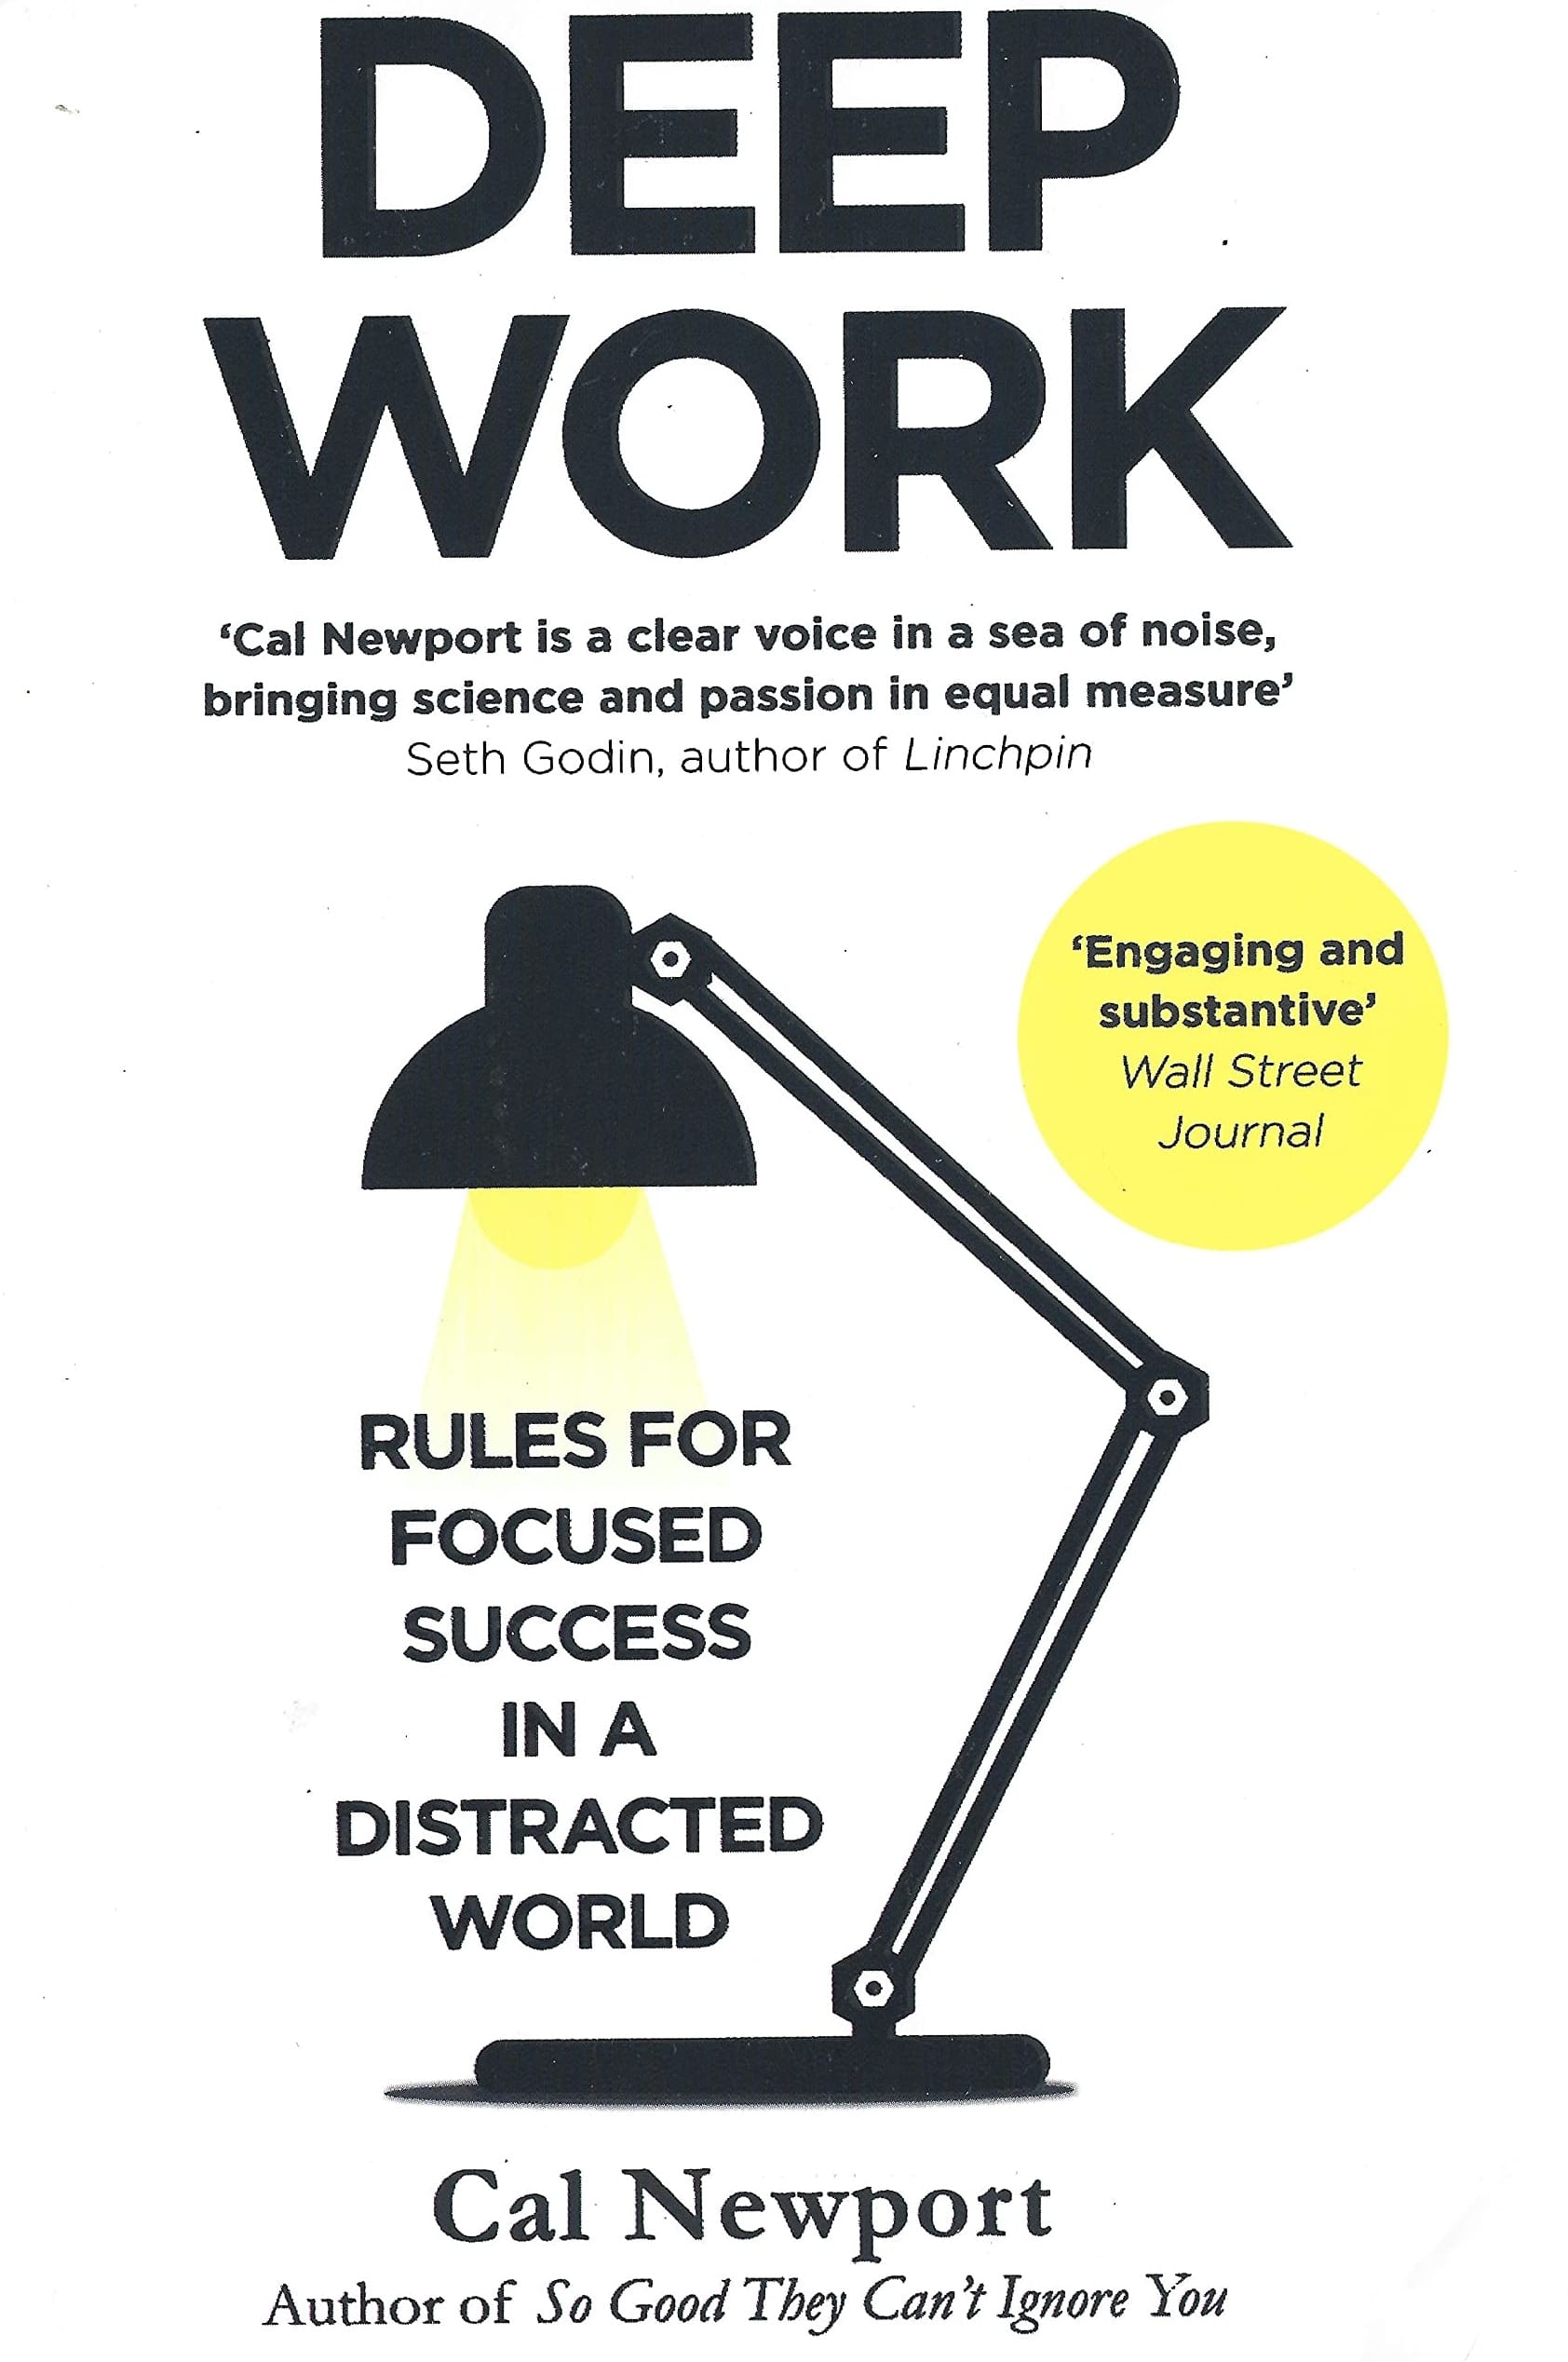 DEEP
WORK
‘Cal Newport is a clear voice in a sea of noise,
bringing science and passion in equal measure’
Seth Godin, author of Linchpin
‘Engaging and
substantive’
Wall Street
Journal
RULES FOR
FOCUSED
SUCCESS
IN A
DISTRACTED
WORLD
Cal Newport
Author of So Good They Can’t Ignore You